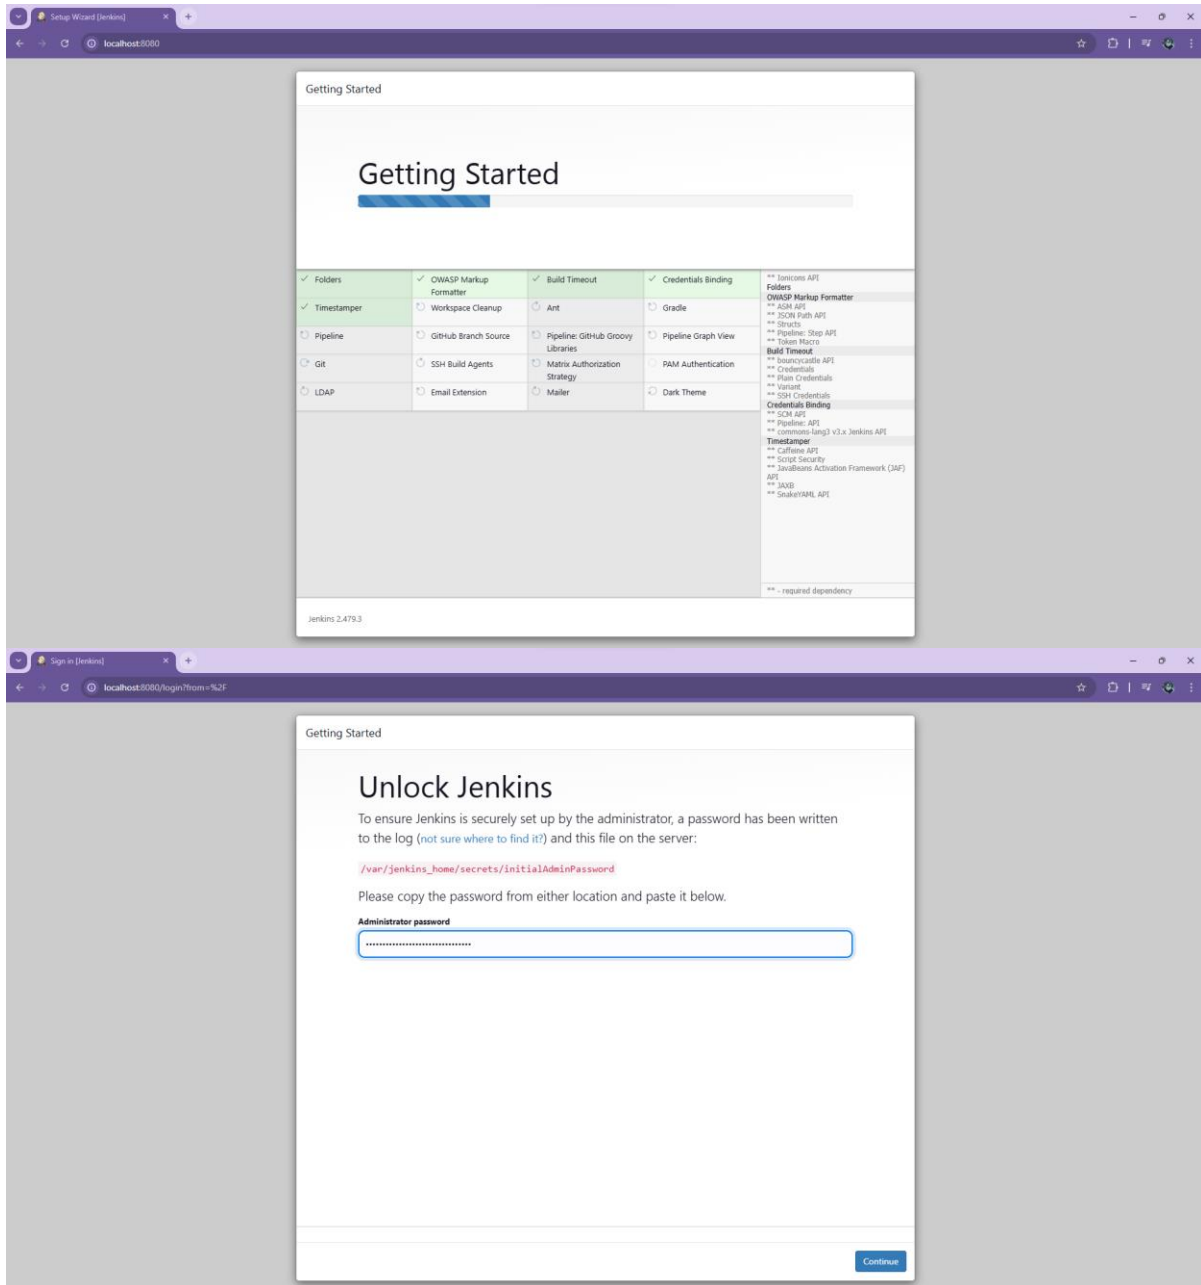 Setup Wizard [Jenkins]
localhost:8080
Getting Started
Getting Started
Folders
OWASP Markup
Formatter
Build Timeout
Credentials Binding
Timestamper
Workspace Cleanup
Ant
Gradle
Pipeline
GitHub Branch Source
Pipeline: GitHub Groovy
Libraries
Pipeline Graph View
Git
SSH Build Agents
Matrix Authorization
Strategy
PAM Authentication
LDAP
Email Extension
Mailer
Dark Theme
** Ionicons API
Folders
OWASP Markup Formatter
** ASM API
** JSON Path API
** Structs
** Pipeline: Step API
** Token Macro
Build Timeout
** bouncycastle API
** Credentials
** Plain Credentials
** Variant
** SSH Credentials
Credentials Binding
** SCM API
** Pipeline: API
** commons-lang3 v3.x Jenkins API
Timestamper
** Caffeine API
** Script Security
** JavaBeans Activation Framework (JAF)
API
** JAXB
** SnakeYAML API
** - required dependency
Jenkins 2.479.3
Sign in [Jenkins]
localhost:8080/login?from=%2F
Getting Started
Unlock Jenkins
To ensure Jenkins is securely set up by the administrator, a password has been written
to the log (not sure where to find it?) and this file on the server:
/var/jenkins_home/secrets/initialAdminPassword
Please copy the password from either location and paste it below.
Administrator password
Continue